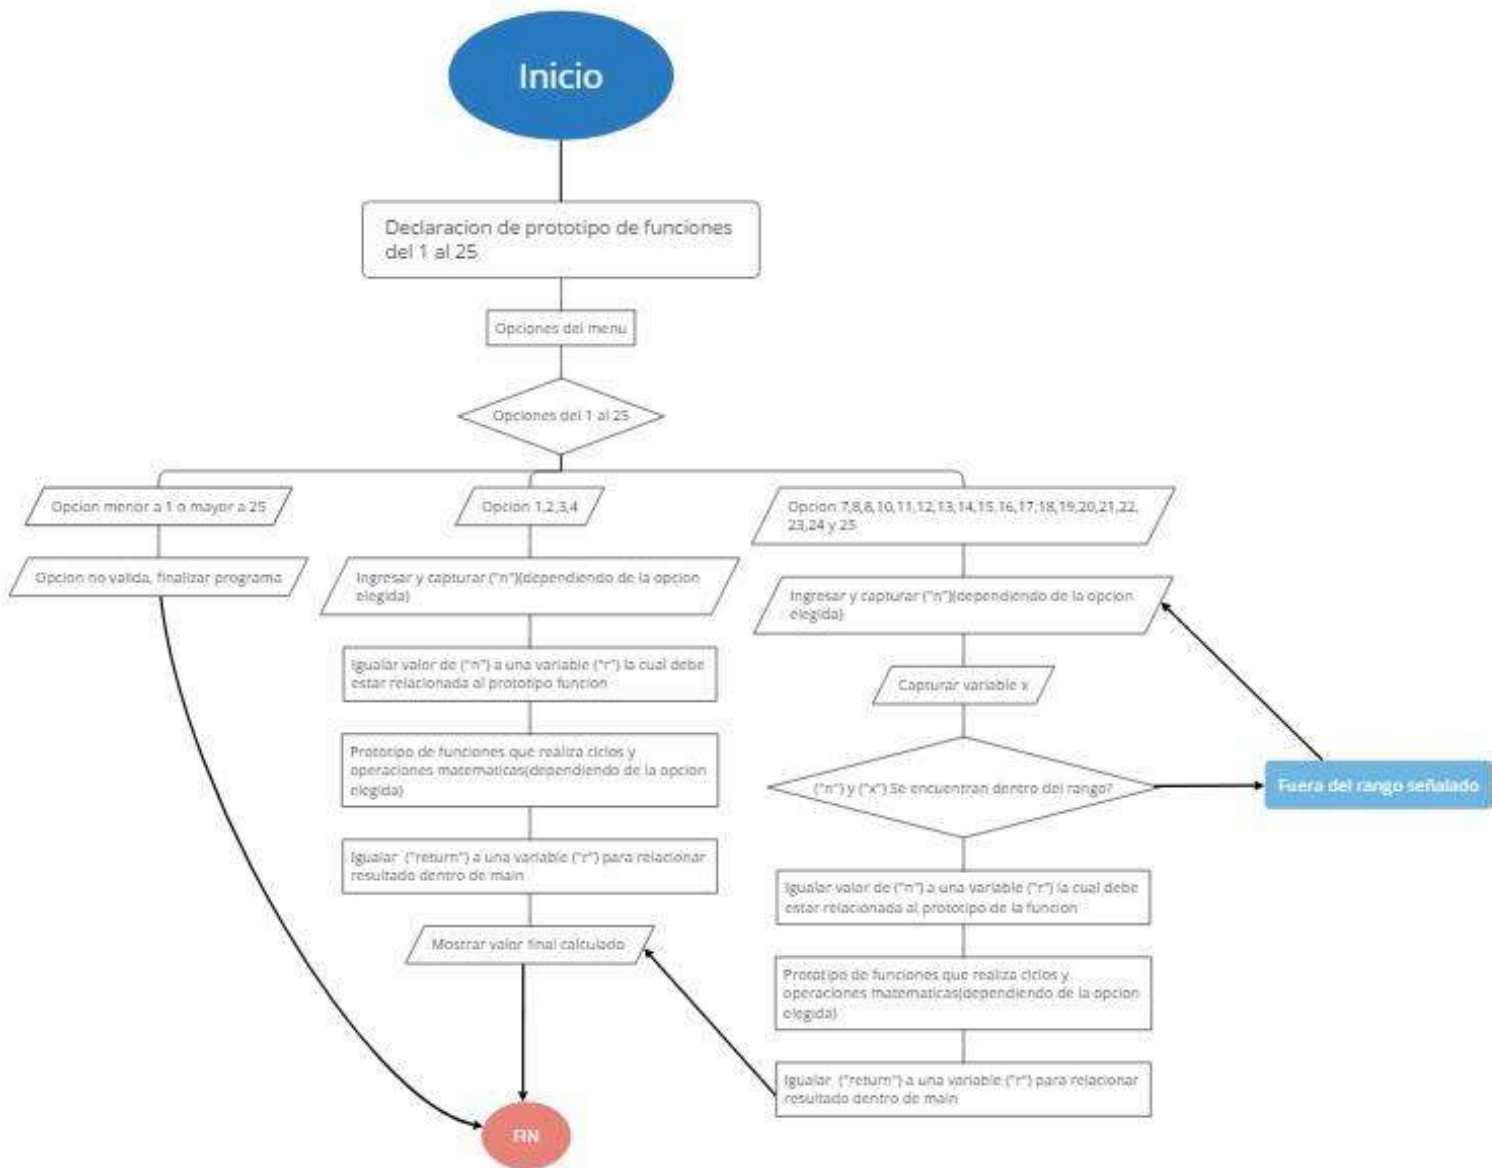 Inicio
Declaracion de prototipo de funciones
del 1 al 25
Opciones del menu
Opciones del 1 al 25
Opcion menor a 1 o mayor a 25
Opcion no valida, finalizar programa
Opcion 1,2,3,4
Ingresar y capturar ("n")(dependiendo de la opcion
elegida)
Igualar valor de ("n") a una variable ("r") la cual debe
estar relacionada al prototipo funcion
Prototipo de funciones que realiza ciclos y
operaciones matematicas(dependiendo de la opcion
elegida)
Igualar ("return") a una variable ("r") para relacionar
resultado dentro de main
Mostrar valor final calculado
Opcion 7,8,8,10,11,12,13,14,15,16,17,18,19,20,21,22,
23,24 y 25
Ingresar y capturar ("n")(dependiendo de la opcion
elegida)
Capturar variable x
("n") y ("x") Se encuentran dentro del rango?
Fuera del rango señalado
Igualar valor de ("n") a una variable ("r") la cual debe
estar relacionada al prototipo de la funcion
Prototipo de funciones que realiza ciclos y
operaciones matematicas(dependiendo de la opcion
elegida)
Igualar ("return") a una variable ("r") para relacionar
resultado dentro de main
FIN